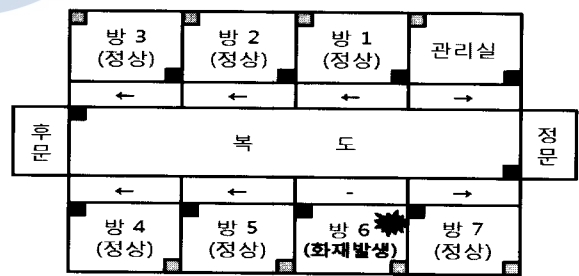 방 3 방 2 방 1 관리실
(정상) (정상) (정상)
← ← ← →
후문 복 도 정문
← ← - →
방 4 방 5 방 6 방 7
(정상) (정상) (화재발생) (정상)